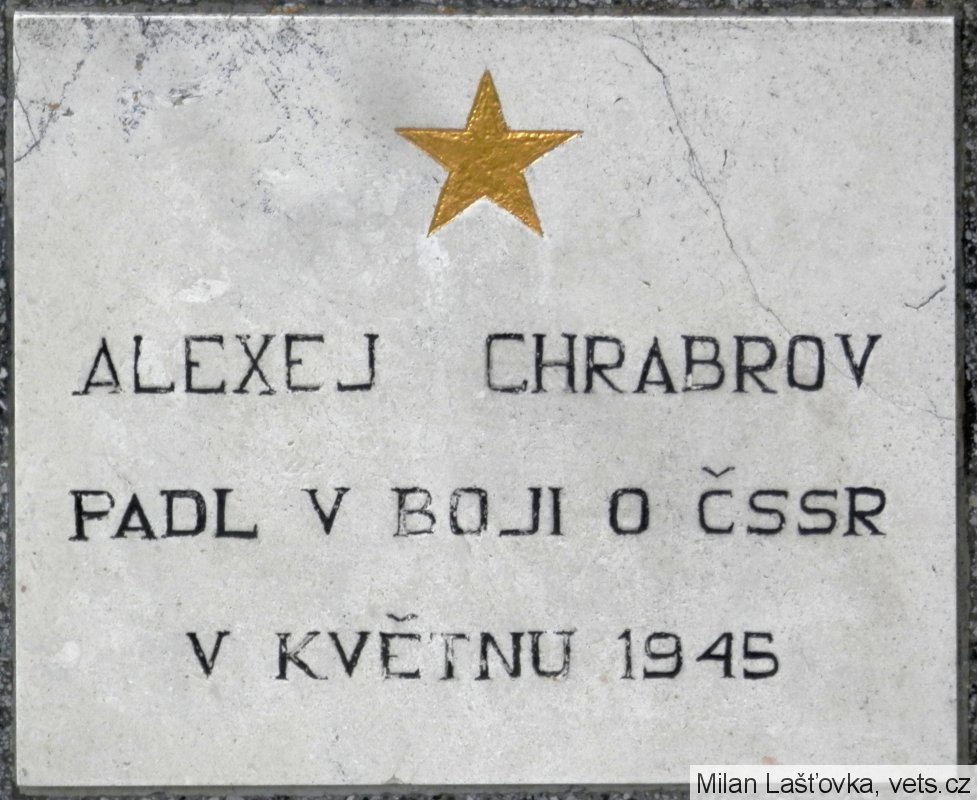 ALEXEJ CHRABROV
PADL V BOJI O ČSSR
V KVĚTNU 1945
Milan Lašťovka, vets.cz